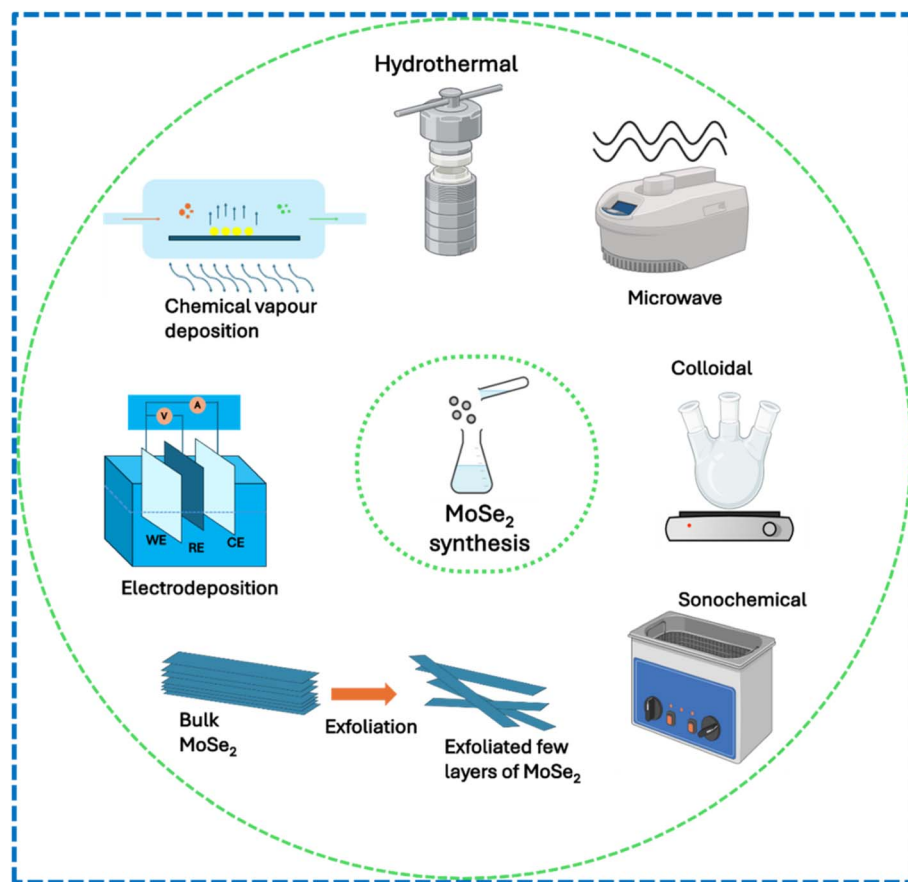 Hydrothermal
Chemical vapour
deposition
Microwave
Colloidal
V
A
WE
RE
CE
Electrodeposition
MoSe₂
synthesis
Sonochemical
Bulk
MoSe₂
Exfoliation
Exfoliated few
layers of MoSe₂